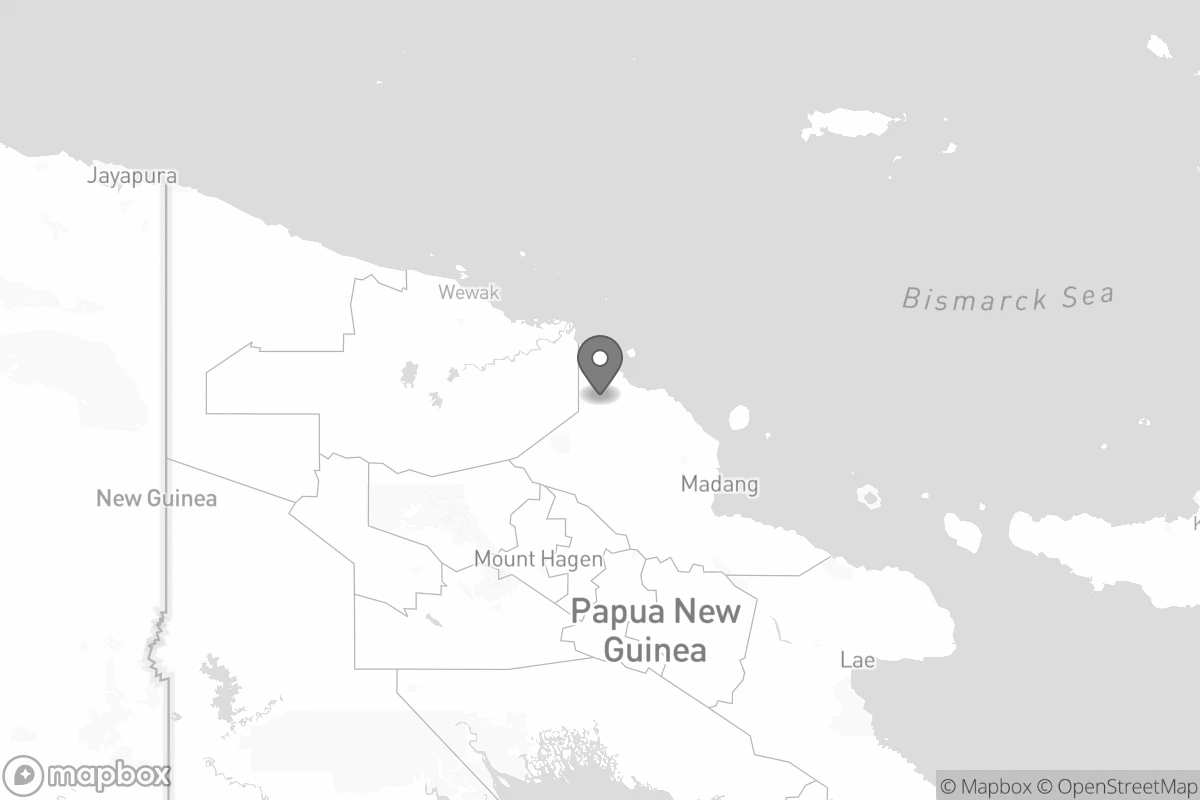 Jayapura
Wewak
Bismarck Sea
Madang
New Guinea
Mount Hagen
Papua New
Guinea
Lae
K
mapbox
© Mapbox © OpenStreetMap